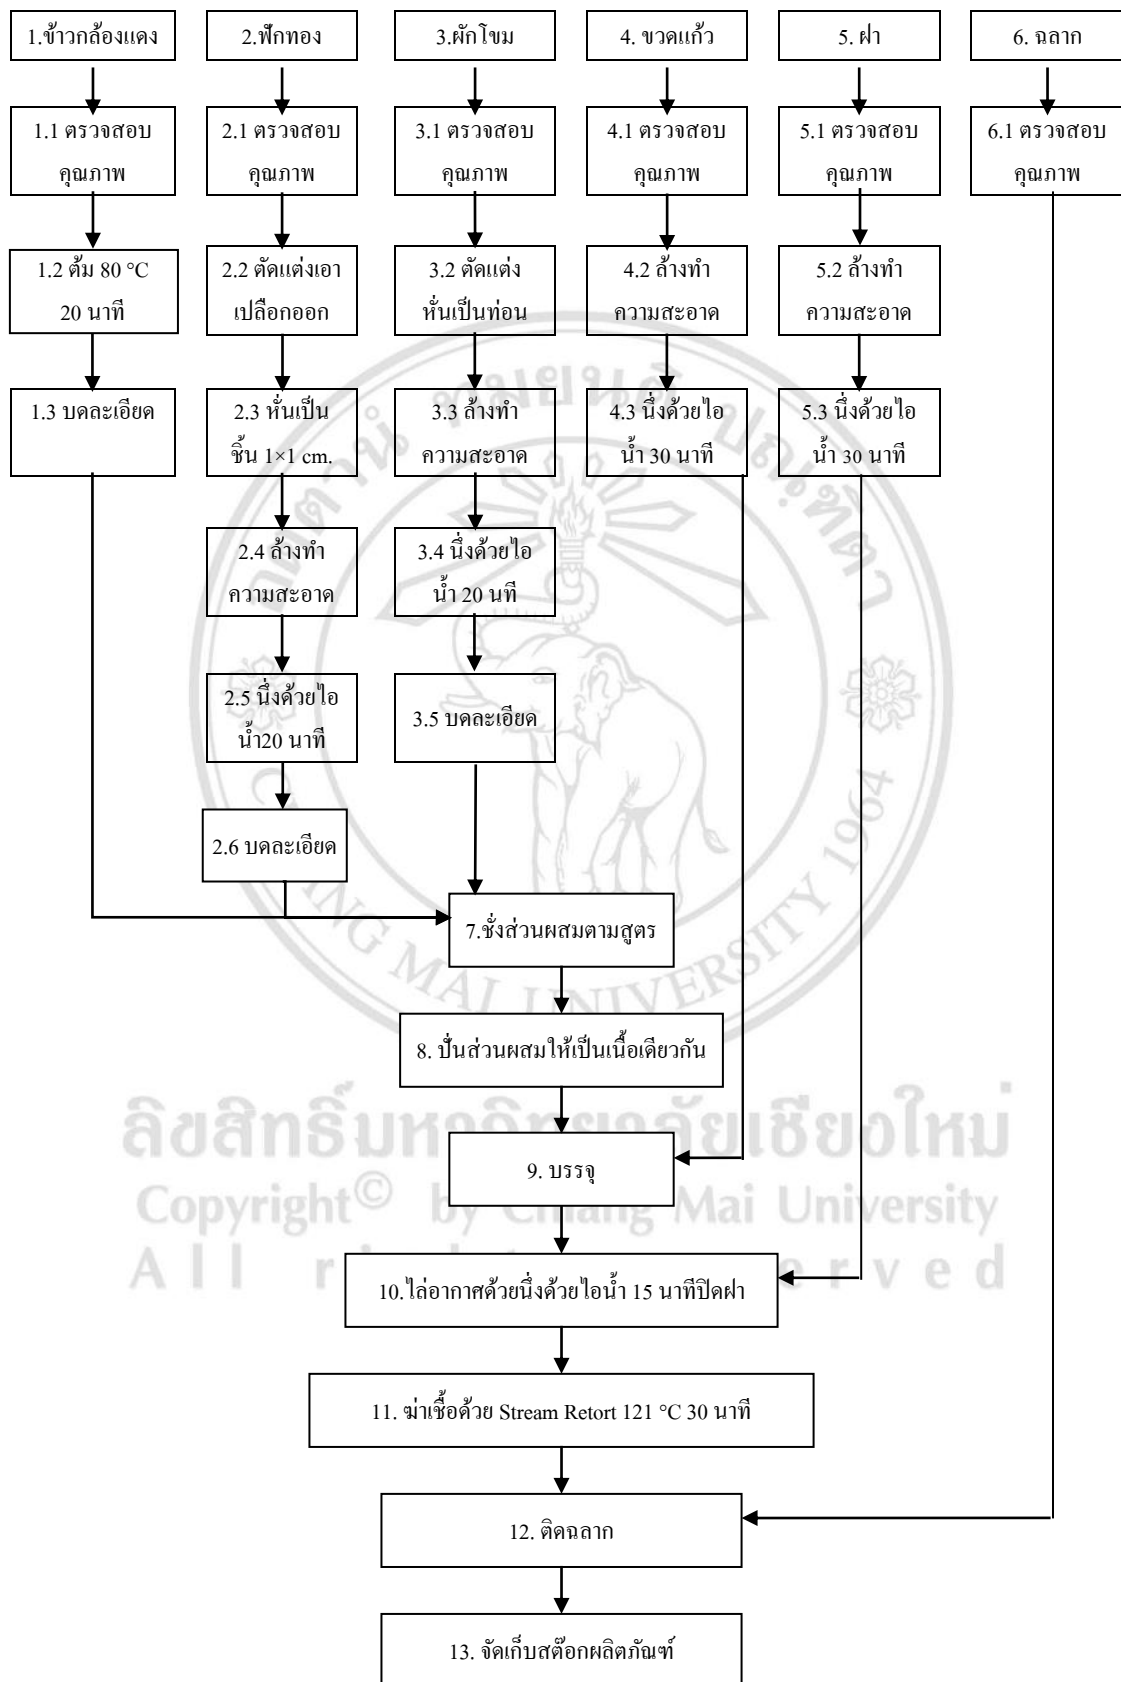 1.ข้าวกล้องแดง
2.ฟักทอง
3.ผักโขม
4. ขวดแก้ว
5. ฝา
6. ฉลาก
1.1 ตรวจสอบ
คุณภาพ
2.1 ตรวจสอบ
คุณภาพ
3.1 ตรวจสอบ
คุณภาพ
4.1 ตรวจสอบ
คุณภาพ
5.1 ตรวจสอบ
คุณภาพ
6.1 ตรวจสอบ
คุณภาพ
1.2 ต้ม 80 °C
20 นาที
2.2 ตัดแต่งเอา
เปลือกออก
3.2 ตัดแต่ง
หั่นเป็นท่อน
4.2 ล้างทำ
ความสะอาด
5.2 ล้างทำ
ความสะอาด
1.3 บดละเอียด
2.3 หั่นเป็น
ชิ้น 1×1 cm.
3.3 ล้างทำ
ความสะอาด
4.3 นึ่งด้วยไอ
น้ำ 30 นาที
5.3 นึ่งด้วยไอ
น้ำ 30 นาที
2.4 ล้างทำ
ความสะอาด
3.4 นึ่งด้วยไอ
น้ำ 20 นที
2.5 นึ่งด้วยไอ
น้ำ20 นาที
3.5 บดละเอียด
2.6 บดละเอียด
7.ชั่งส่วนผสมตามสูตร
8. ปั่นส่วนผสมให้เป็นเนื้อเดียวกัน
9. บรรจุ
10.ไล่อากาศด้วยนึ่งด้วยไอน้ำ 15 นาทีปิดฝา
11. ฆ่าเชื้อด้วย Stream Retort 121 °C 30 นาที
12. ติดฉลาก
13. จัดเก็บสต๊อกผลิตภัณฑ์
ลิขสิทธิ์มหาวิทยาลัยเชียงใหม่
Copyright© by Chiang Mai University
All